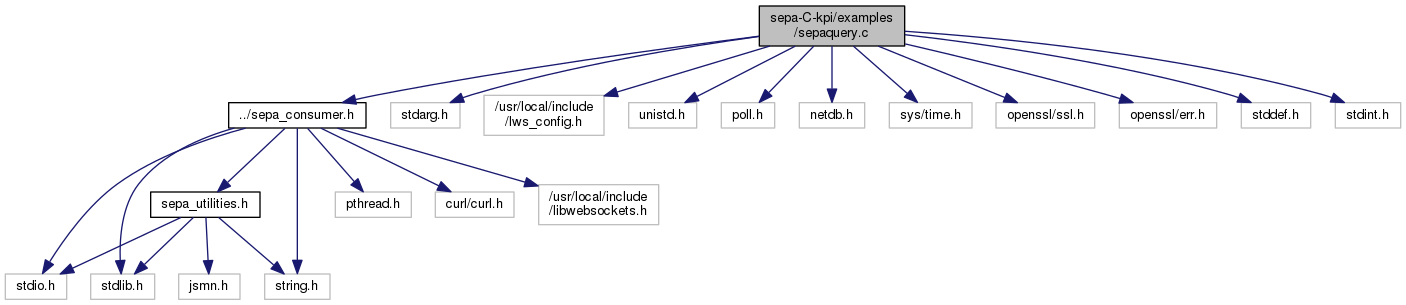 sepa-C-kpi/examples
/sepaquery.c
../sepa_consumer.h
stdarg.h
/usr/local/include
/lws_config.h
unistd.h
poll.h
netdb.h
sys/time.h
openssl/ssl.h
openssl/err.h
stddef.h
stdint.h
sepa_utilities.h
pthread.h
curl/curl.h
/usr/local/include
/libwebsockets.h
stdio.h
stdlib.h
jsmn.h
string.h